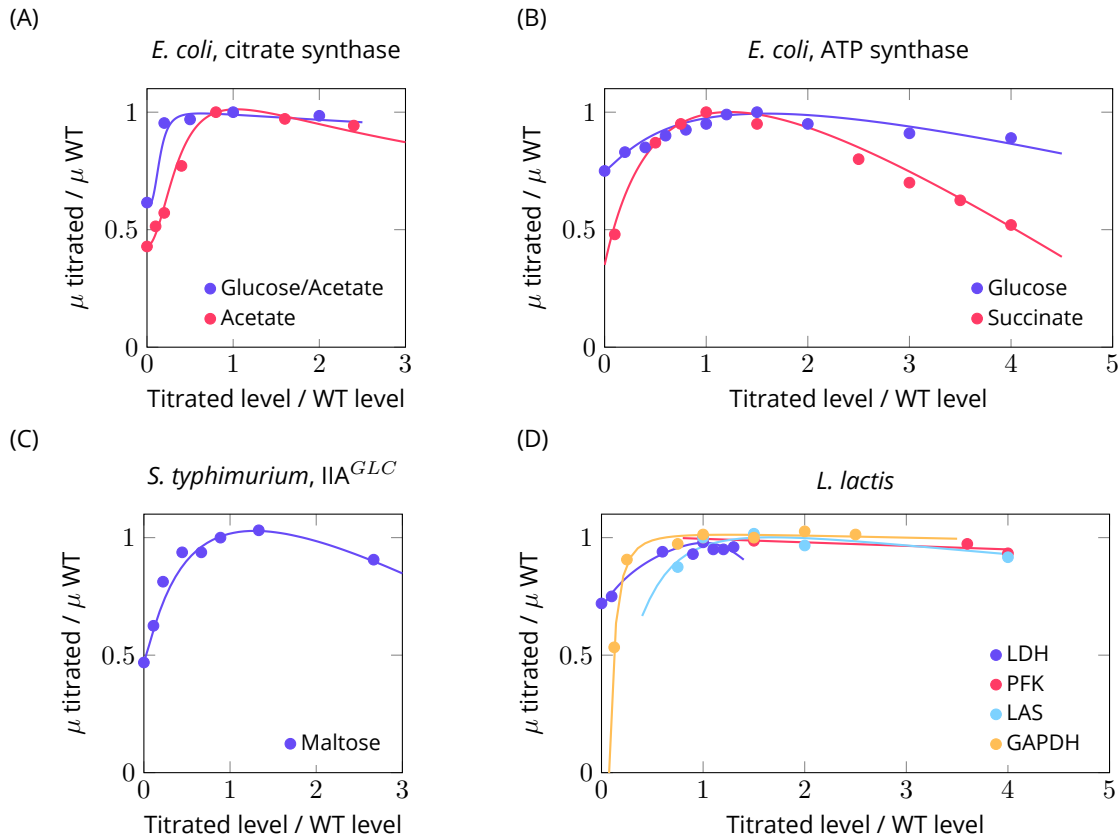 (A)
E. coli, citrate synthase
1
0.5
0
0 1 2 3
μ titrated / μ WT
Glucose/Acetate
Acetate
Titrated level / WT level
(B)
E. coli, ATP synthase
1
0.5
0
0 1 2 3 4 5
μ titrated / μ WT
Glucose
Succinate
Titrated level / WT level
(C)
S. typhimurium, IIA^{GLC}
1
0.5
0
0 1 2 3
μ titrated / μ WT
Maltose
Titrated level / WT level
(D)
L. lactis
1
0.5
0
0 1 2 3 4 5
μ titrated / μ WT
LDH
PFK
LAS
GAPDH
Titrated level / WT level